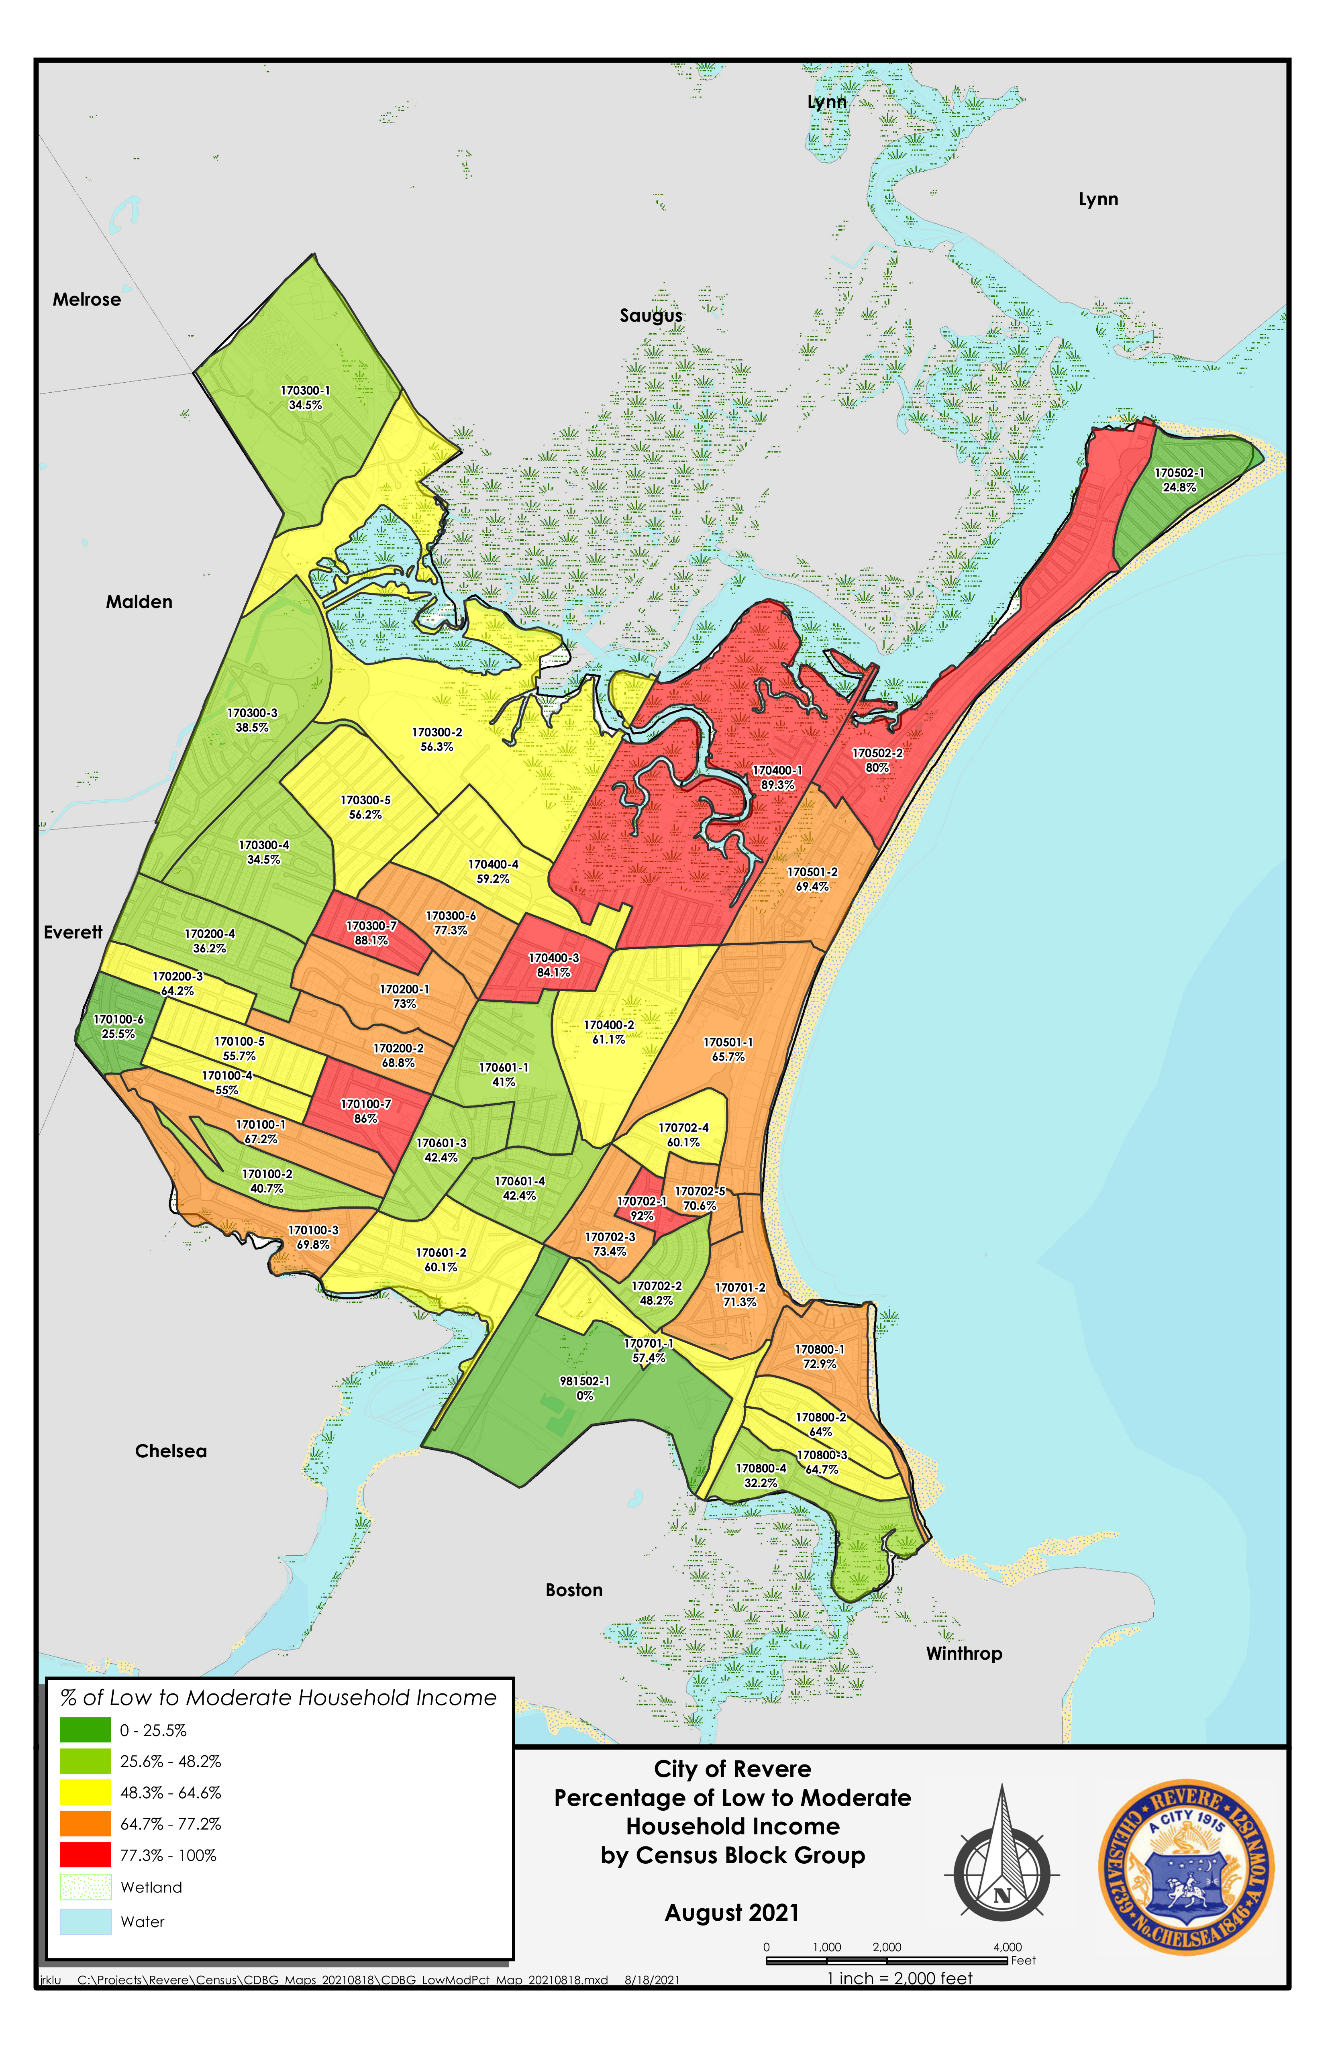 Lynn
Lynn
Melrose
Saugus
170300-1
34.5%
170502-1
24.8%
Malden
170300-3
38.5%
170300-2
56.3%
170400-1
89.3%
170502-2
80%
170300-5
56.2%
170300-4
34.5%
170400-4
59.2%
170501-2
69.4%
Everett
170200-4
36.2%
170300-7
88.1%
170300-6
77.3%
170400-3
84.1%
170200-3
64.2%
170200-1
73%
170100-6
25.5%
170400-2
61.1%
170100-5
55.7%
170200-2
68.8%
170501-1
65.7%
170100-4
55%
170601-1
41%
170100-7
86%
170100-1
67.2%
170601-3
42.4%
170702-4
60.1%
170100-2
40.7%
170601-4
42.4%
170702-1
92%
170702-5
70.6%
170100-3
69.8%
170702-3
73.4%
170601-2
60.1%
170702-2
48.2%
170701-2
71.3%
170701-1
57.4%
170800-1
72.9%
981502-1
0%
170800-2
64%
Chelsea
170800-3
64.7%
170800-4
32.2%
Boston
Winthrop
% of Low to Moderate Household Income
0 - 25.5%
25.6% - 48.2%
48.3% - 64.6%
64.7% - 77.2%
77.3% - 100%
Wetland
Water
City of Revere
Percentage of Low to Moderate
Household Income
by Census Block Group
August 2021
N
REVERE
A TOWN 1871
CHELSEA 1739
No. CHELSEA 1846
A CITY 1915
0 1,000 2,000 4,000
Feet
1 inch = 2,000 feet
jrklu C:\Projects\Revere\Census\CDBG_Maps_20210818\CDBG_LowModPct_Map_20210818.mxd 8/18/2021